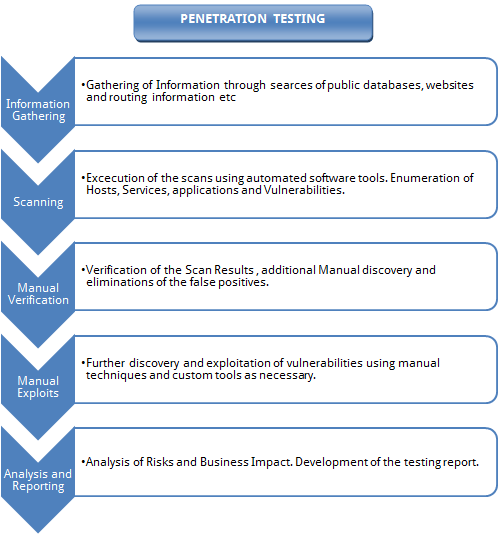 PENETRATION TESTING
Information
Gathering
•Gathering of Information through searces of public databases, websites
and routing information etc
Scanning
•Excecution of the scans using automated software tools. Enumeration of
Hosts, Services, applications and Vulnerabilities.
Manual
Verification
•Verification of the Scan Results , additional Manual discovery and
eliminations of the false positives.
Manual
Exploits
•Further discovery and exploitation of vulnerabilities using manual
techniques and custom tools as necessary.
Analysis and
Reporting
•Analysis of Risks and Business Impact. Development of the testing report.